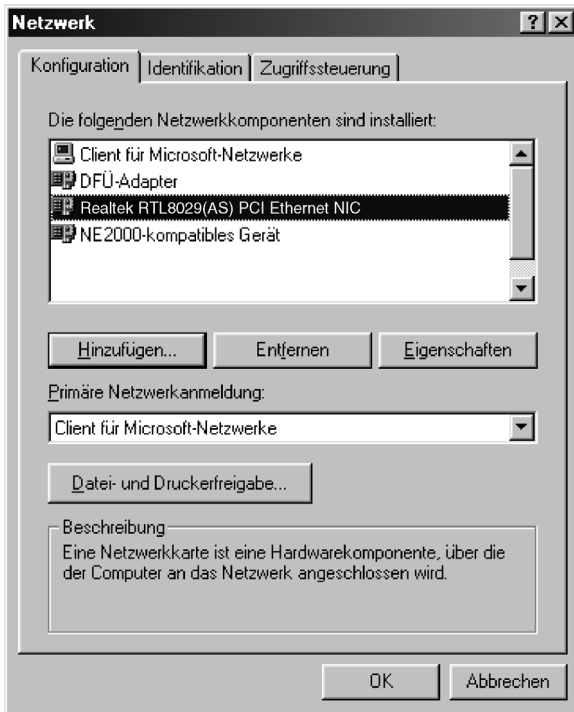 Netzwerk
Konfiguration
Identifikation
Zugriffssteuerung
Die folgenden Netzwerkkomponenten sind installiert:
Client für Microsoft-Netzwerke
DFÜ-Adapter
Realtek RTL8029(AS) PCI Ethernet NIC
NE2000-kompatibles Gerät
Hinzufügen...
Entfernen
Eigenschaften
Primäre Netzwerkanmeldung:
Client für Microsoft-Netzwerke
Datei- und Druckerfreigabe...
Beschreibung
Eine Netzwerkkarte ist eine Hardwarekomponente, über die
der Computer an das Netzwerk angeschlossen wird.
OK
Abbrechen